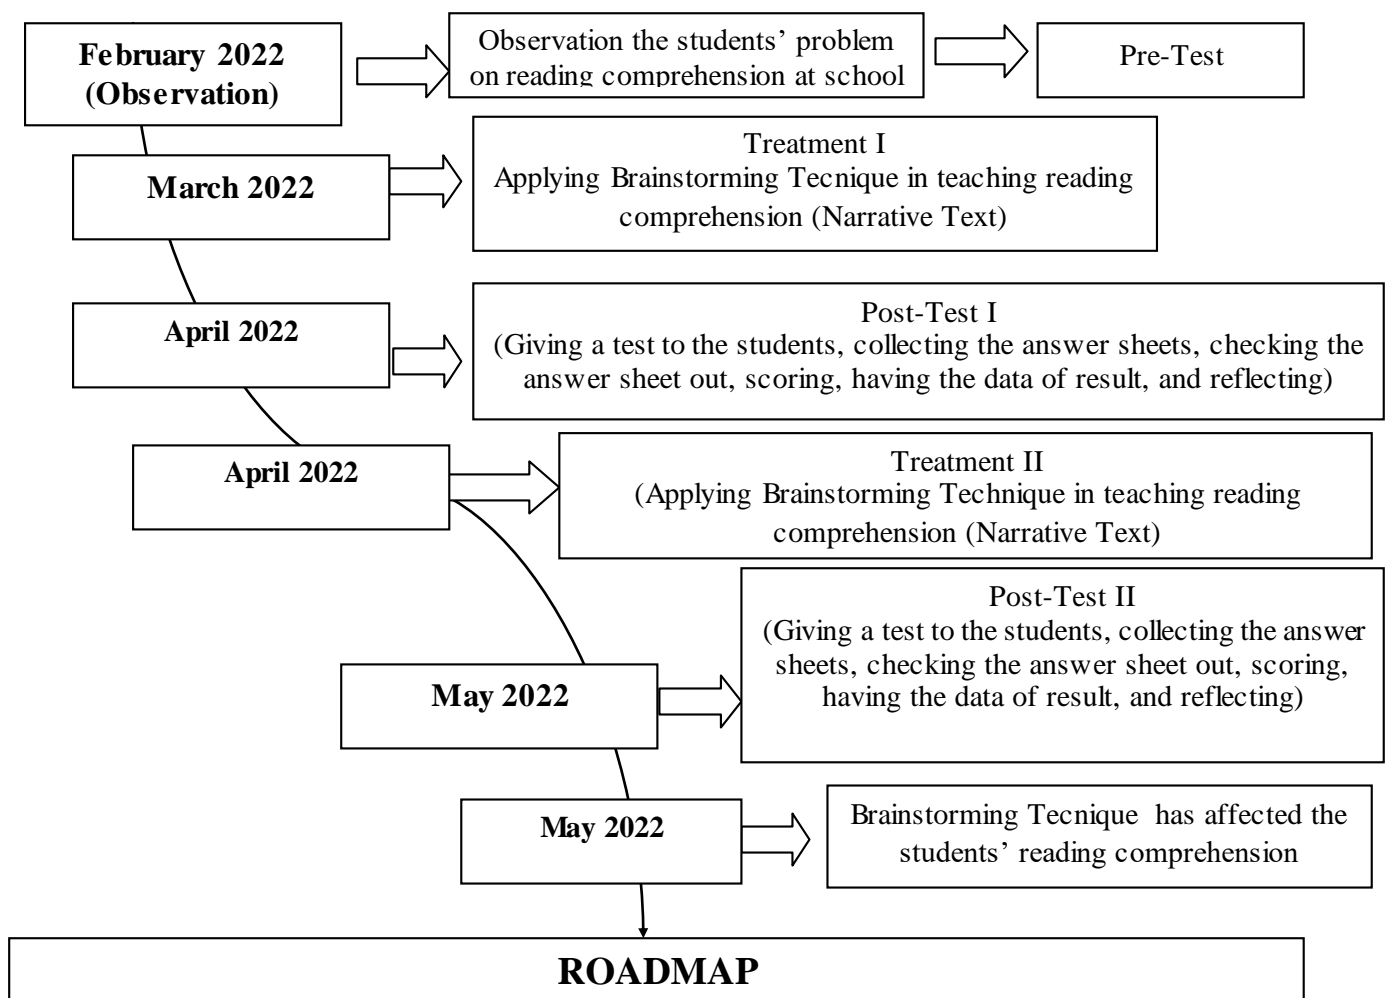 February 2022
(Observation)
Observation the students’ problem
on reading comprehension at school
Pre-Test
March 2022
Treatment I
Applying Brainstorming Tecnique in teaching reading
comprehension (Narrative Text)
April 2022
Post-Test I
(Giving a test to the students, collecting the answer sheets, checking the
answer sheet out, scoring, having the data of result, and reflecting)
April 2022
Treatment II
(Applying Brainstorming Technique in teaching reading
comprehension (Narrative Text)
May 2022
Post-Test II
(Giving a test to the students, collecting the answer
sheets, checking the answer sheet out, scoring,
having the data of result, and reflecting)
May 2022
Brainstorming Tecnique has affected the
students’ reading comprehension
ROADMAP